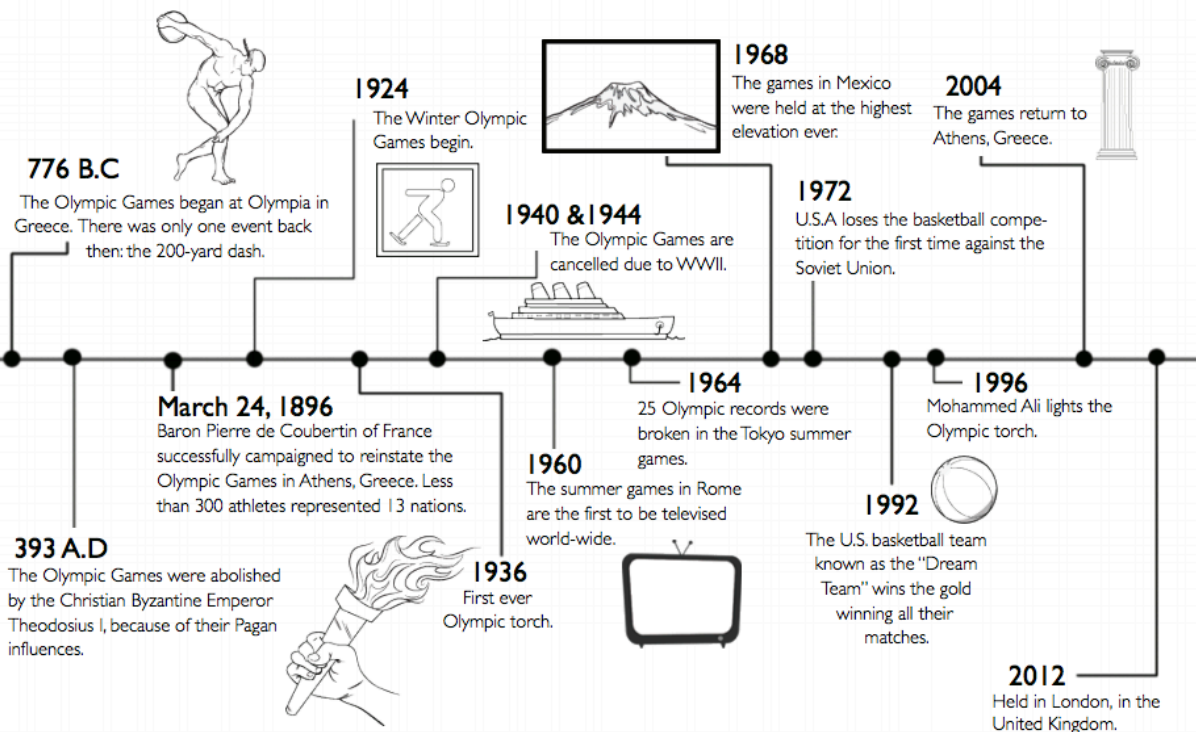 776 B.C
The Olympic Games began at Olympia in
Greece. There was only one event back
then: the 200-yard dash.
393 A.D
The Olympic Games were abolished
by the Christian Byzantine Emperor
Theodosius I, because of their Pagan
influences.
March 24, 1896
Baron Pierre de Coubertin of France
successfully campaigned to reinstate the
Olympic Games in Athens, Greece. Less
than 300 athletes represented 13 nations.
1924
The Winter Olympic
Games begin.
1936
First ever
Olympic torch.
1940 &1944
The Olympic Games are
cancelled due to WWII.
1960
The summer games in Rome
are the first to be televised
world-wide.
1964
25 Olympic records were
broken in the Tokyo summer
games.
1968
The games in Mexico
were held at the highest
elevation ever.
1972
U.S.A loses the basketball compe-
tition for the first time against the
Soviet Union.
1992
The U.S. basketball team
known as the "Dream
Team" wins the gold
winning all their
matches.
1996
Mohammed Ali lights the
Olympic torch.
2004
The games return to
Athens, Greece.
2012
Held in London, in the
United Kingdom.